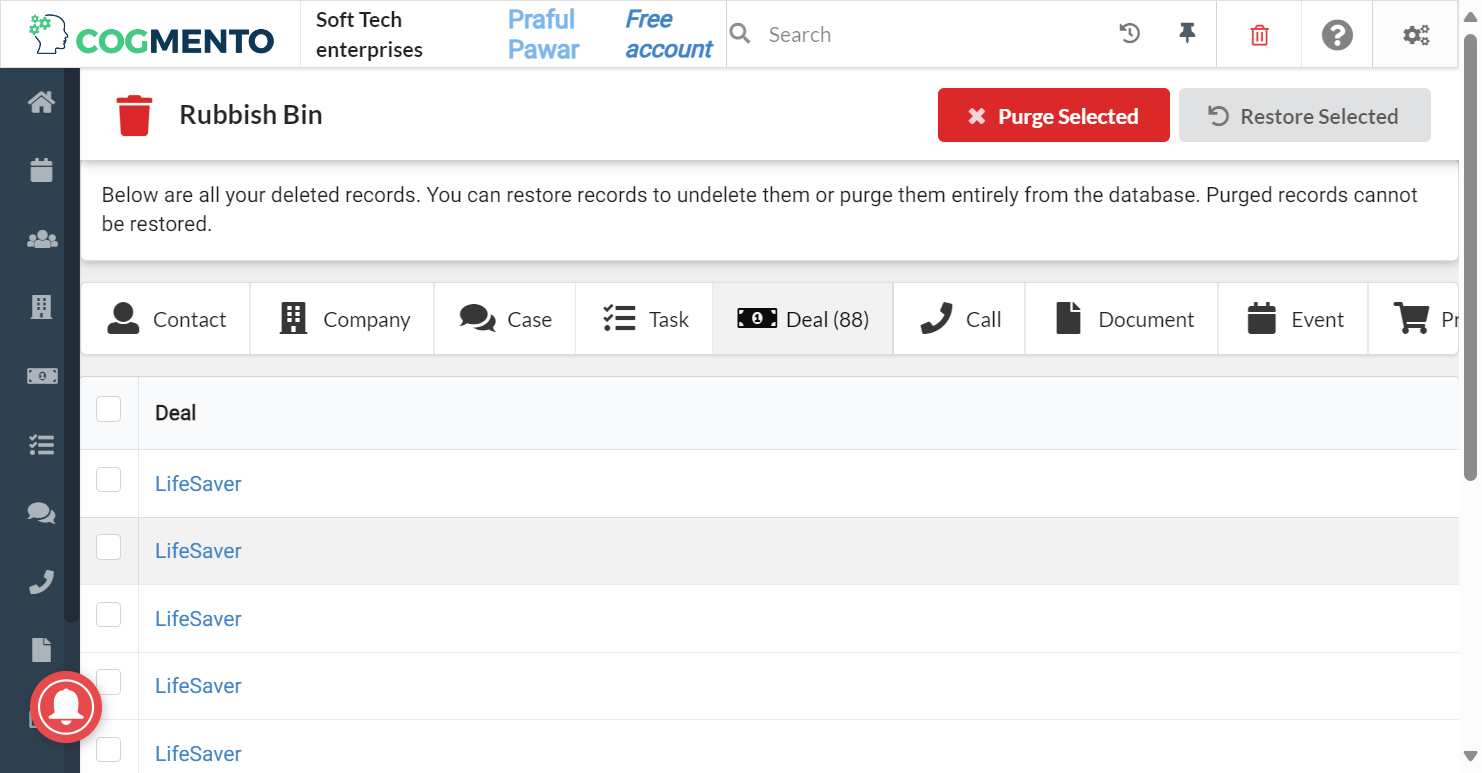 COGMENTO
Soft Tech
enterprises
Praful
Pawar
Free
account
Search
Rubbish Bin
Purge Selected
Restore Selected
Below are all your deleted records. You can restore records to undelete them or purge them entirely from the database. Purged records cannot
be restored.
Contact
Company
Case
Task
Deal (88)
Call
Document
Event
Deal
LifeSaver
LifeSaver
LifeSaver
LifeSaver
LifeSaver